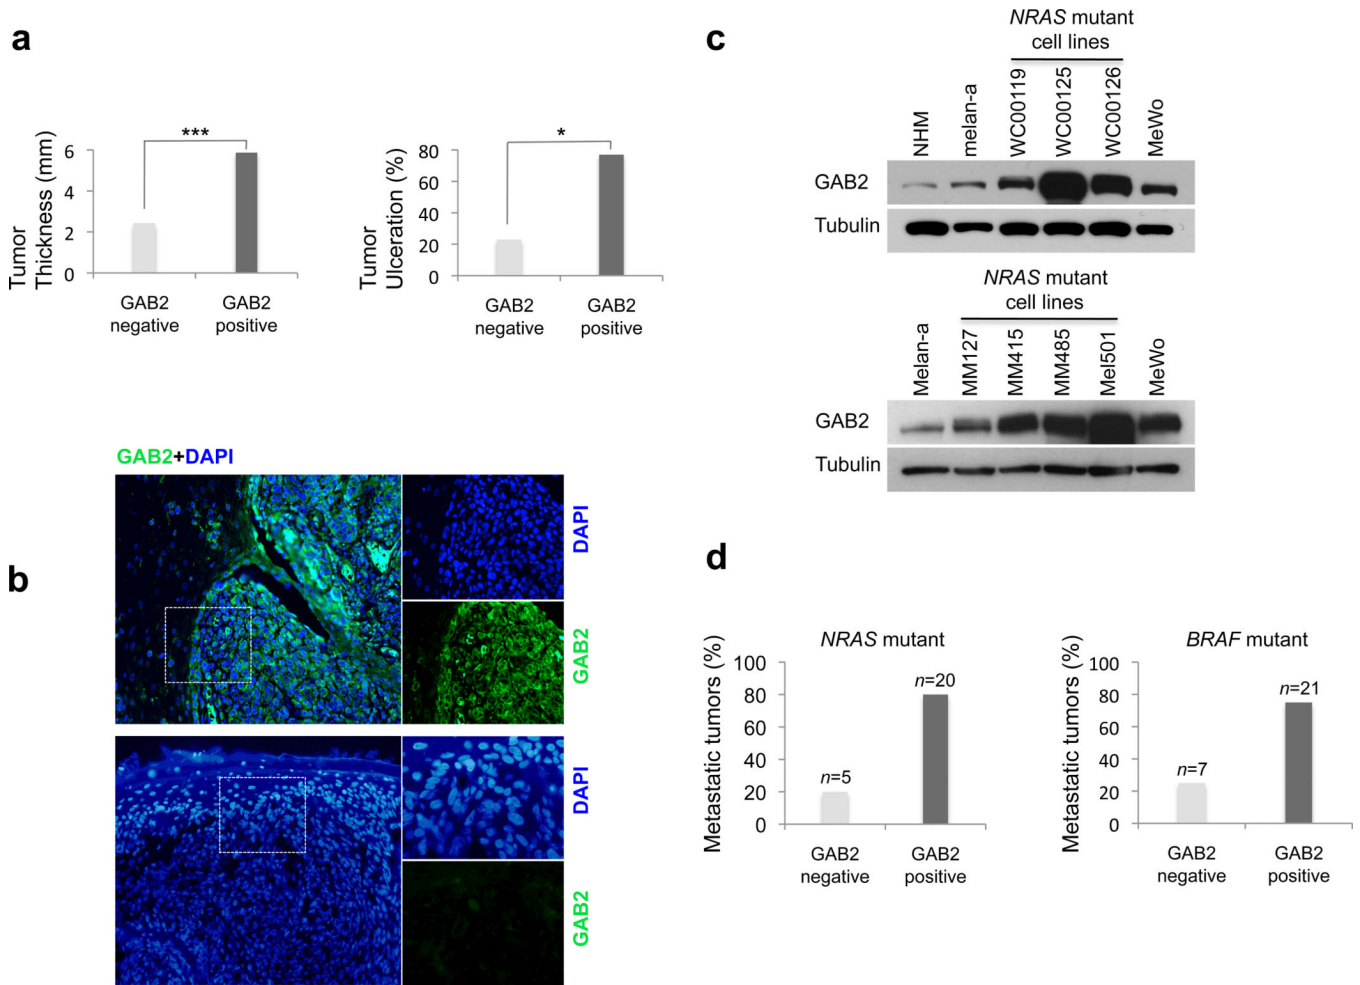 a
Tumor
Thickness (mm)
6
4
2
0
***
GAB2
negative
GAB2
positive
Tumor
Ulceration (%)
80
60
40
20
0
*
GAB2
negative
GAB2
positive
b
GAB2+DAPI
DAPI
GAB2
DAPI
GAB2
c
NRAS mutant
cell lines
NHM
melan-a
WC00119
WC00125
WC00126
MeWo
GAB2
Tubulin
NRAS mutant
cell lines
Melan-a
MM127
MM415
MM485
Mel501
MeWo
GAB2
Tubulin
d
NRAS mutant
Metastatic tumors (%)
100
80
60
40
20
0
n=5
n=20
GAB2
negative
GAB2
positive
BRAF mutant
Metastatic tumors (%)
100
80
60
40
20
0
n=7
n=21
GAB2
negative
GAB2
positive